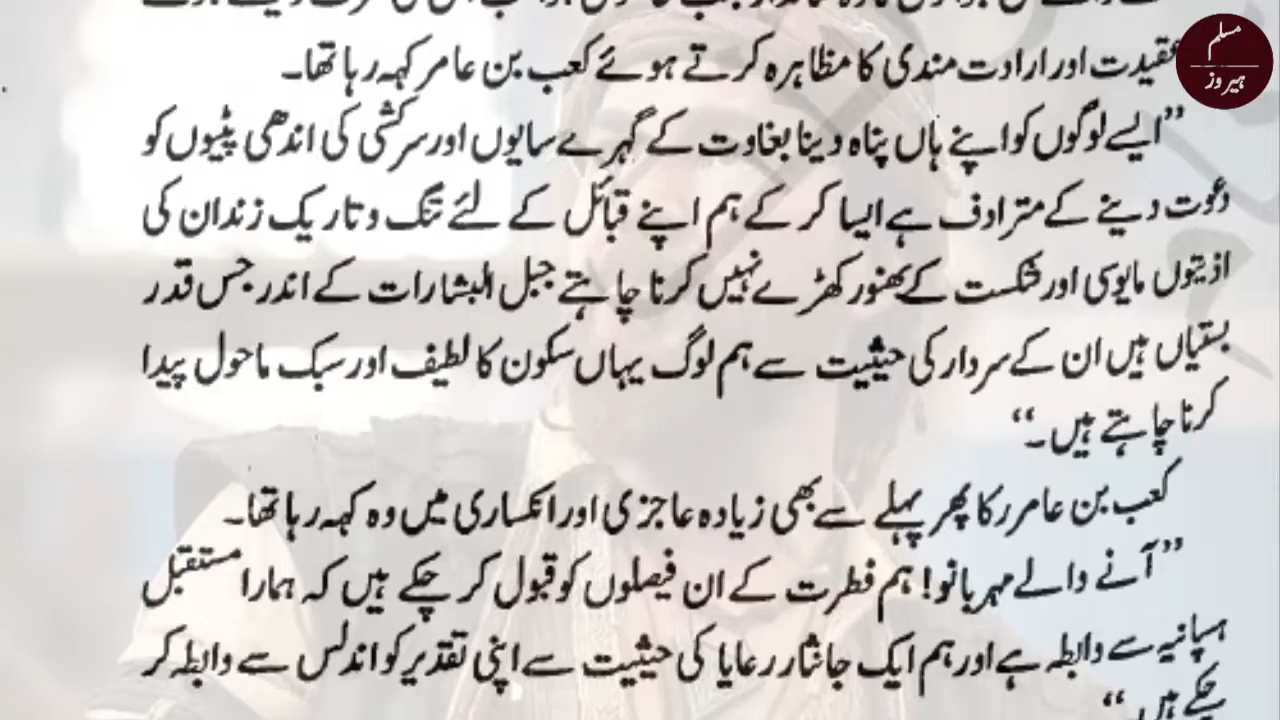 مسلم
ہیروز
عقیدت اور ارادت مندی کا مظاہرہ کرتے ہوئے کعب بن عامر کہہ رہا تھا۔
”ایسے لوگوں کو اپنے ہاں پناہ دینا بغاوت کے گہرے سایوں اور سرکشی کی اندھی پٹیوں کو
دعوت دینے کے مترادف ہے ایسا کر کے ہم اپنے قبائل کے لئے تنگ و تاریک زندان کی
اذیتوں مایوسی اور شکست کے بھنور کھڑے نہیں کرنا چاہتے جبل البشارات کے اندر جس قدر
بستیاں ہیں ان کے سردار کی حیثیت سے ہم لوگ یہاں سکون کا لطیف اور سبک ماحول پیدا
کرنا چاہتے ہیں۔“
کعب بن عامر رکا پھر پہلے سے بھی زیادہ عاجزی اور انکساری میں وہ کہہ رہا تھا۔
”آنے والے مہربانو! ہم فطرت کے ان فیصلوں کو قبول کر چکے ہیں کہ ہمارا مستقبل
ہسپانیہ سے وابطہ ہے اور ہم ایک جانثار رعایا کی حیثیت سے اپنی تقدیر کو اندلس سے وابطہ کر
چکے ہیں۔“